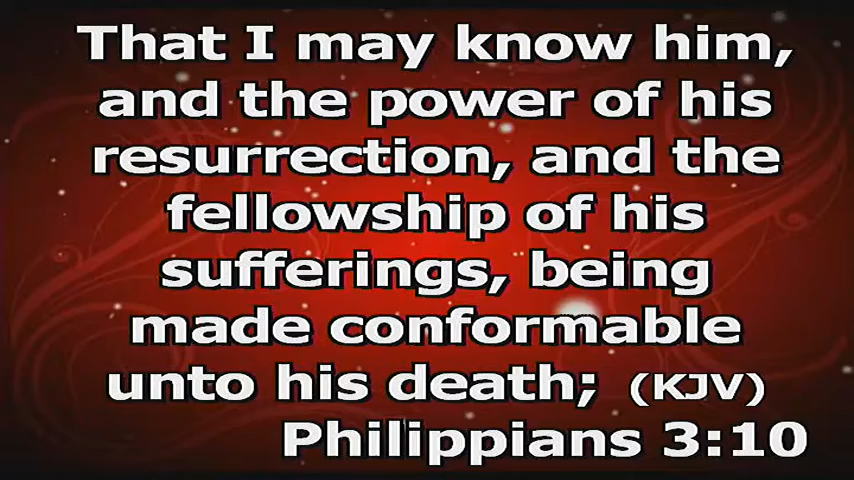 That I may know him,
and the power of his
resurrection, and the
fellowship of his
sufferings, being
made conformable
unto his death; (KJV)
Philippians 3:10